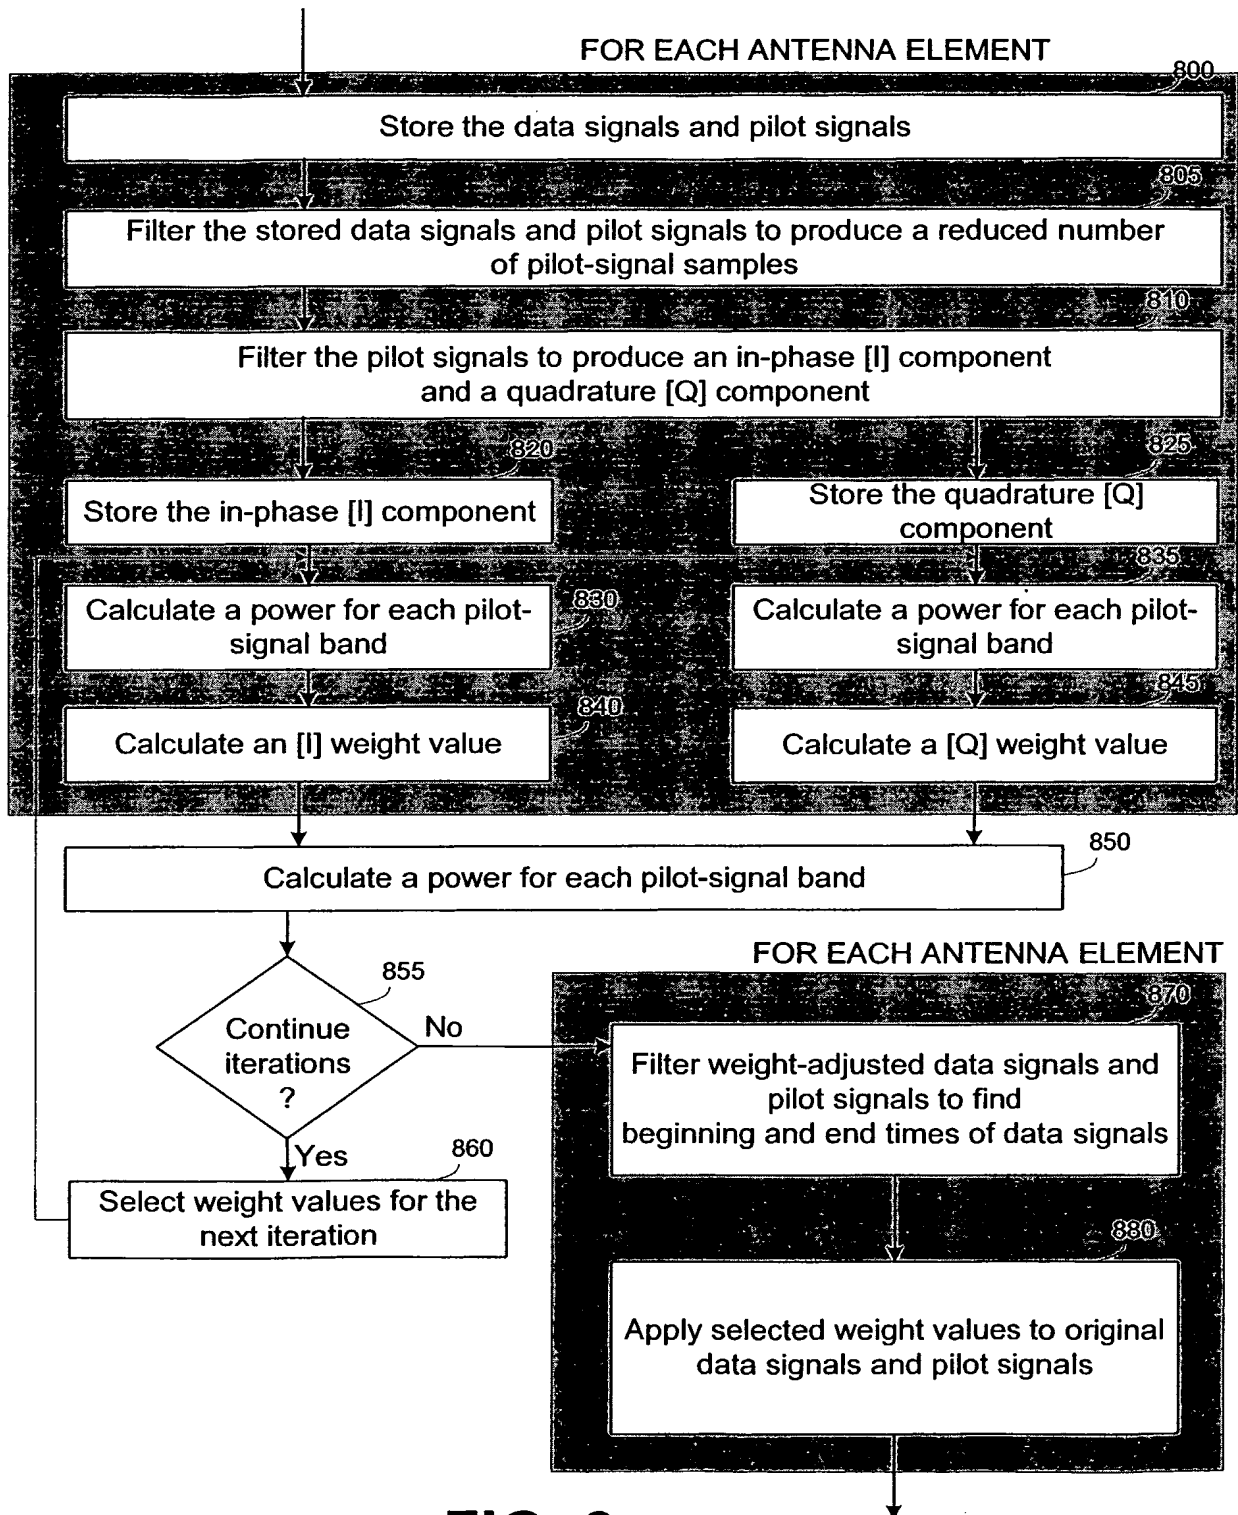 FOR EACH ANTENNA ELEMENT
800
Store the data signals and pilot signals
805
Filter the stored data signals and pilot signals to produce a reduced number
of pilot-signal samples
810
Filter the pilot signals to produce an in-phase [I] component
and a quadrature [Q] component
820
825
Store the in-phase [I] component
Store the quadrature [Q]
component
835
Calculate a power for each pilot-
signal band
830
Calculate a power for each pilot-
signal band
840
845
Calculate an [I] weight value
Calculate a [Q] weight value
850
Calculate a power for each pilot-signal band
FOR EACH ANTENNA ELEMENT
855
870
Continue
iterations
?
No
Filter weight-adjusted data signals and
pilot signals to find
beginning and end times of data signals
Yes
860
Select weight values for the
next iteration
880
Apply selected weight values to original
data signals and pilot signals